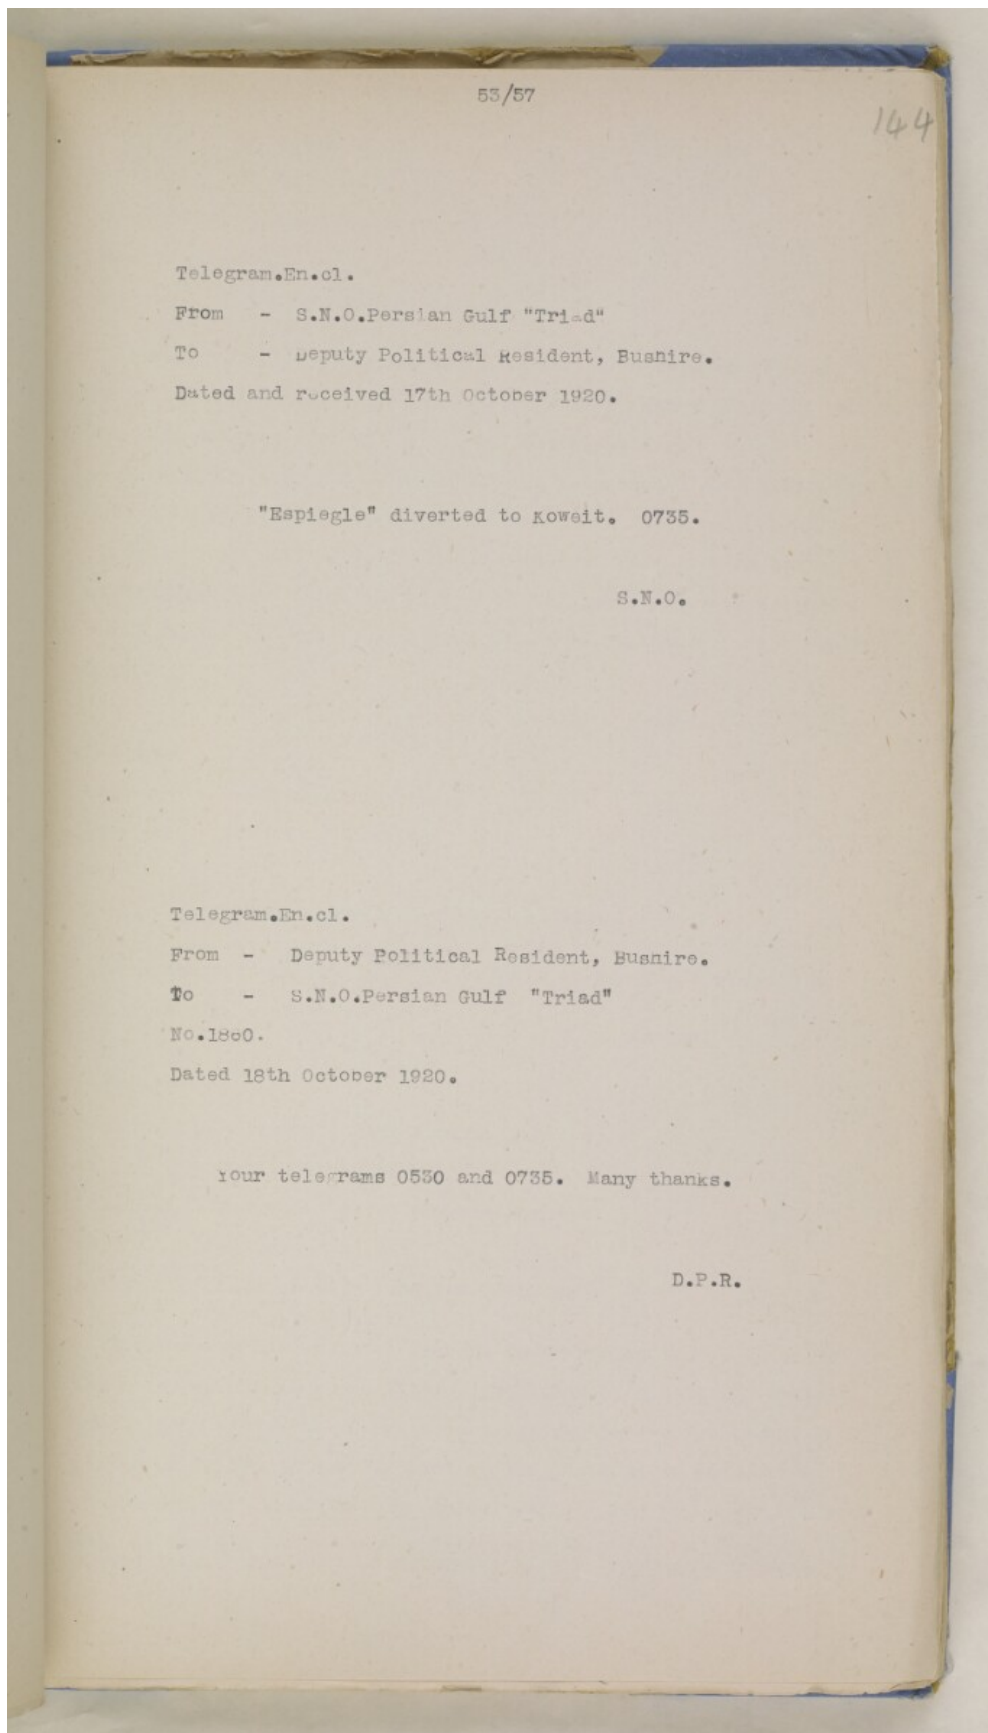 53/57
144
Telegram.En.cl.
From - S.N.O.Persian Gulf "Triad"
To - Deputy Political Resident, Bushire.
Dated and received 17th October 1920.
"Espiegle" diverted to Koweit. 0735.
S.N.O.
Telegram.En.cl.
From - Deputy Political Resident, Bushire.
To - S.N.O.Persian Gulf "Triad"
Dated 18th October 1920.
Your telegrams 0530 and 0735. Many thanks.
D.P.R.